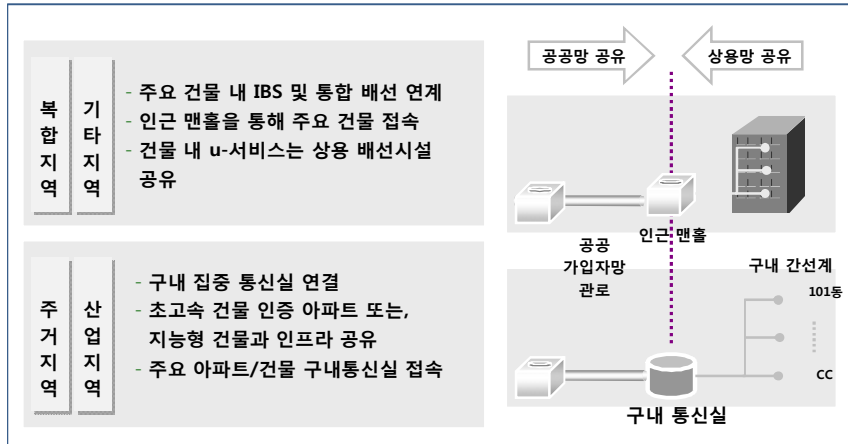 공공망 공유
상용망 공유
복합지역
기타지역
- 주요 건물 내 IBS 및 통합 배선 연계
- 인근 맨홀을 통해 주요 건물 접속
- 건물 내 u-서비스는 상용 배선시설
공유
인근 맨홀
공공
가입자망
관로
주거지역
산업지역
- 구내 집중 통신실 연결
- 초고속 건물 인증 아파트 또는,
지능형 건물과 인프라 공유
- 주요 아파트/건물 구내통신실 접속
구내 간선계
101동
CC
구내 통신실